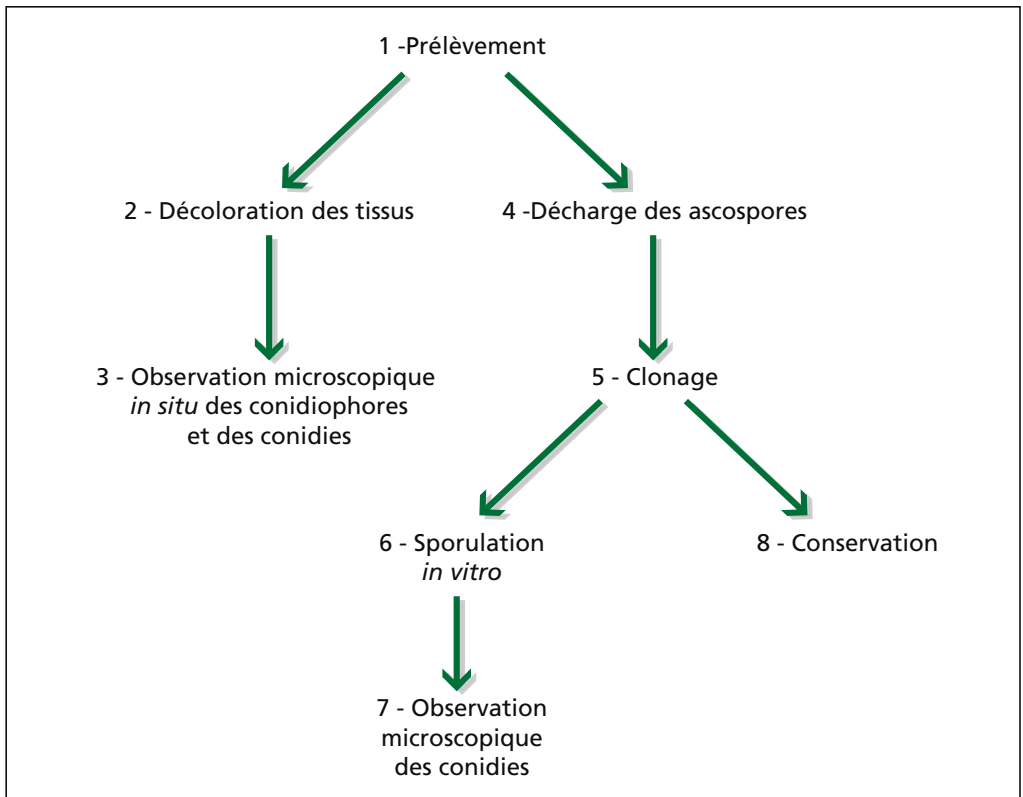 1 -Prélèvement
2 - Décoloration des tissus
4 -Décharge des ascospores
3 - Observation microscopique
in situ des conidiophores
et des conidies
5 - Clonage
6 - Sporulation
in vitro
8 - Conservation
7 - Observation
microscopique
des conidies